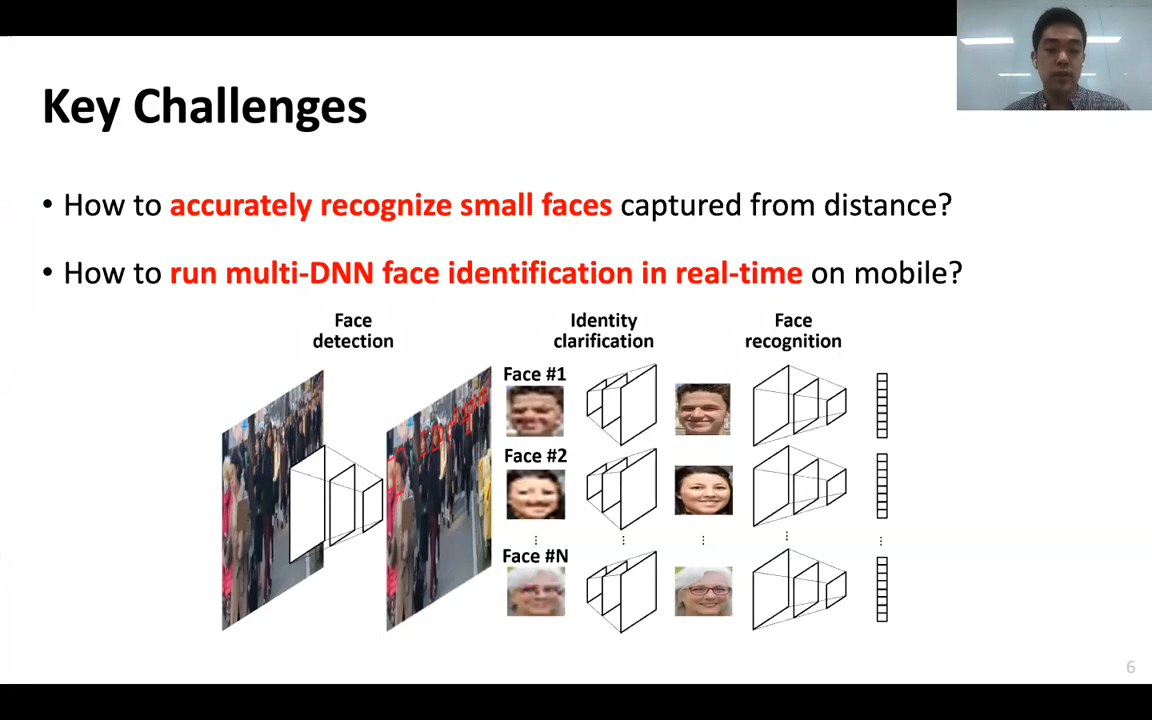 Key Challenges
• How to accurately recognize small faces captured from distance?
• How to run multi-DNN face identification in real-time on mobile?
Face detection
Identity clarification
Face recognition
Face #1
Face #2
Face #N
6